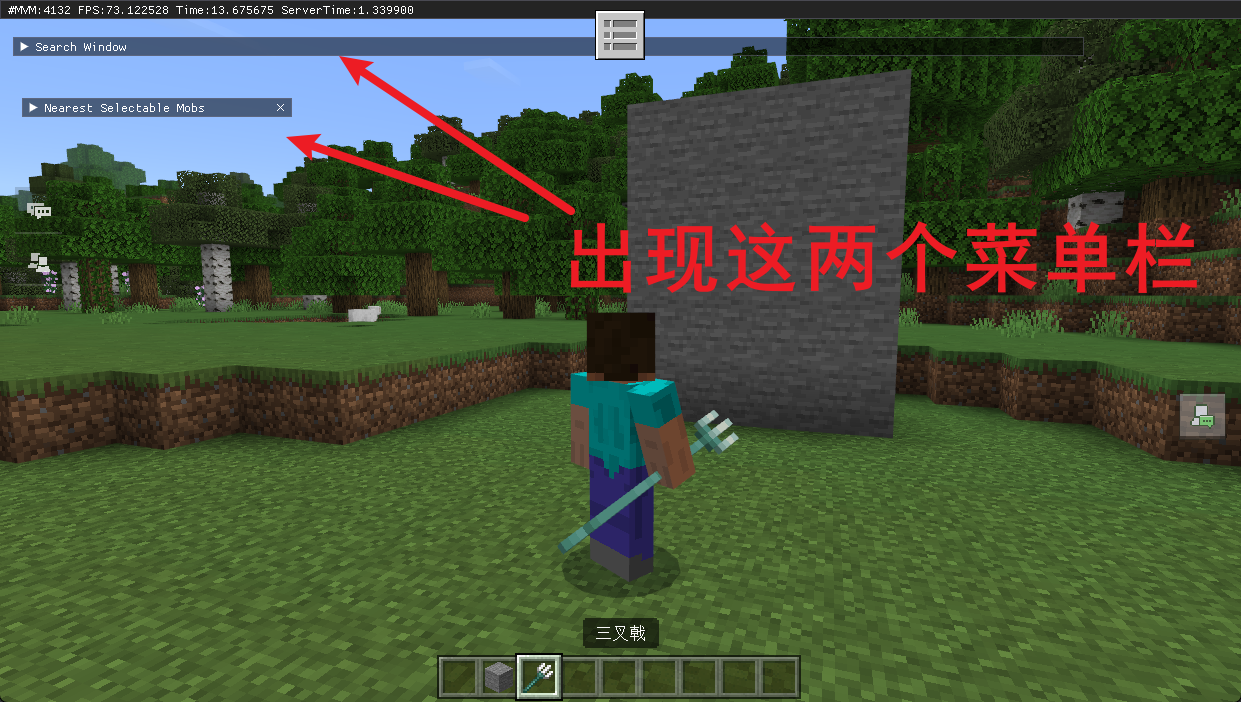 #MVM:4132 FPS:73.122528 Time:13.675675 ServerTime:1.339900
Search Window
Nearest Selectable Mobs
出现这两个菜单栏
三叉戟